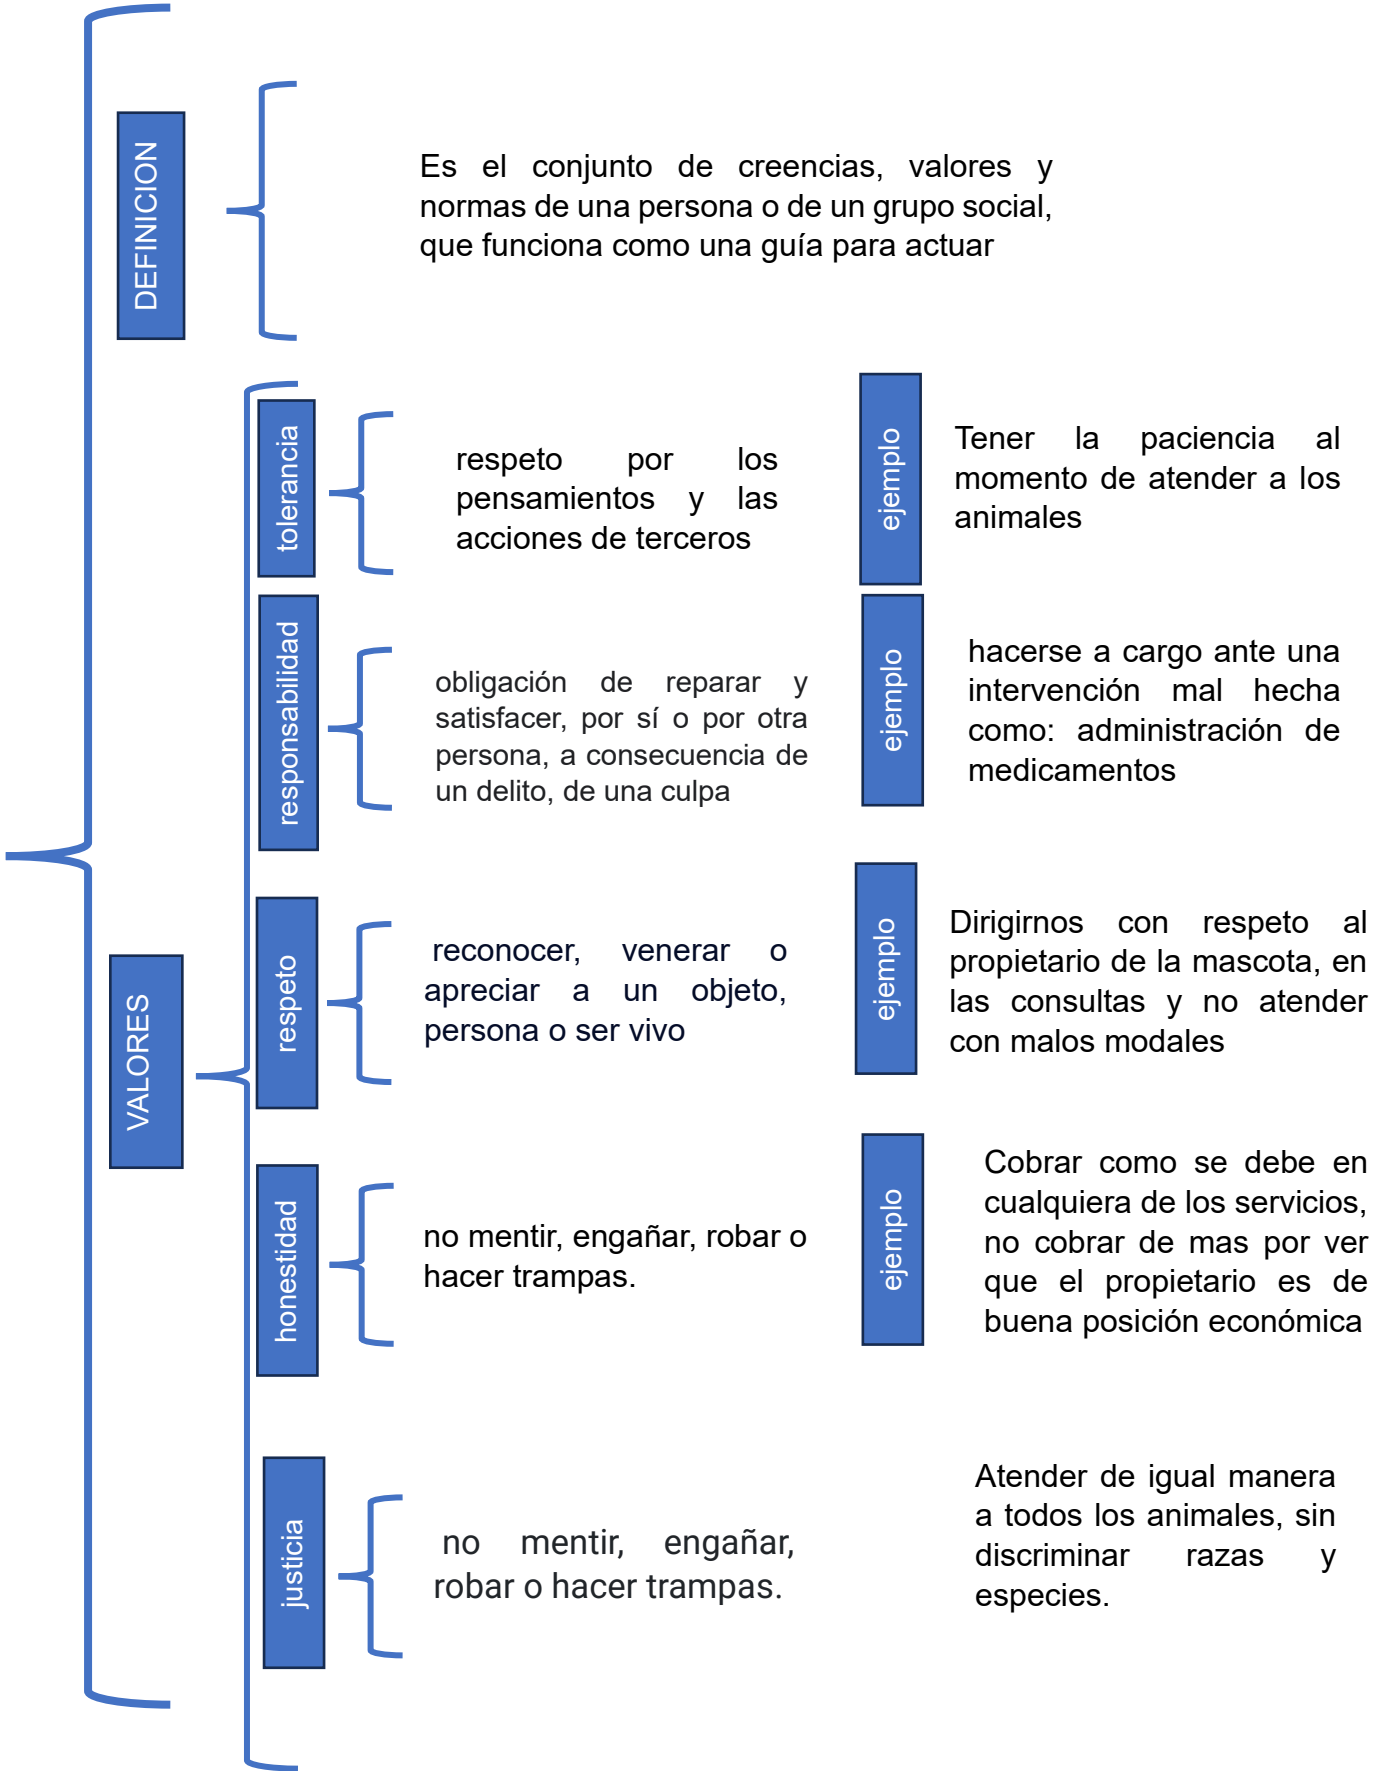 DEFINICION
Es el conjunto de creencias, valores y
normas de una persona o de un grupo social,
que funciona como una guía para actuar
VALORES
tolerancia
respeto por los
pensamientos y las
acciones de terceros
ejemplo
Tener la paciencia al
momento de atender a los
animales
responsabilidad
obligación de reparar y
satisfacer, por sí o por otra
persona, a consecuencia de
un delito, de una culpa
ejemplo
hacerse a cargo ante una
intervención mal hecha
como: administración de
medicamentos
respeto
reconocer, venerar o
apreciar a un objeto,
persona o ser vivo
ejemplo
Dirigirnos con respeto al
propietario de la mascota, en
las consultas y no atender
con malos modales
honestidad
no mentir, engañar, robar o
hacer trampas.
ejemplo
Cobrar como se debe en
cualquiera de los servicios,
no cobrar de mas por ver
que el propietario es de
buena posición económica
justicia
no mentir, engañar,
robar o hacer trampas.
Atender de igual manera
a todos los animales, sin
discriminar razas y
especies.